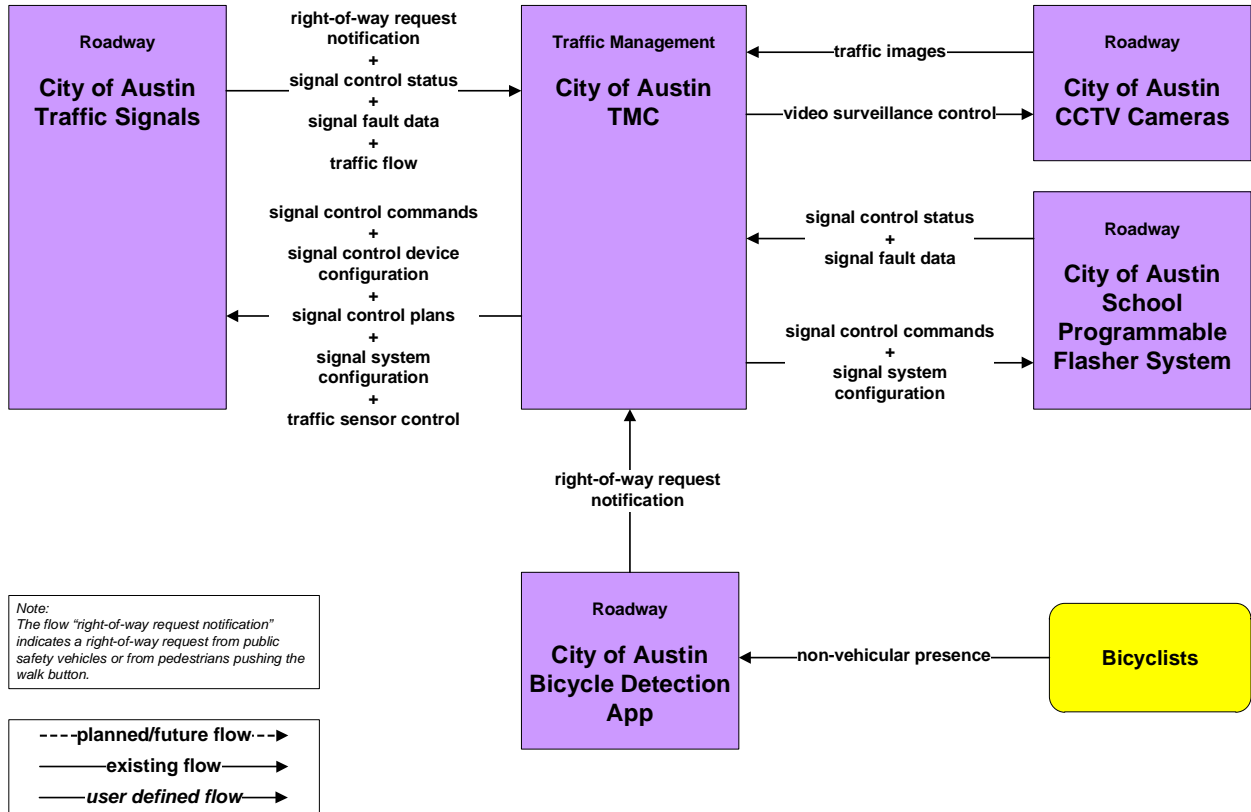 Roadway
City of Austin
Traffic Signals
right-of-way request
notification
+
signal control status
+
signal fault data
+
traffic flow
signal control commands
+
signal control device
configuration
+
signal control plans
+
signal system
configuration
+
traffic sensor control
Traffic Management
City of Austin
TMC
traffic images
video surveillance control
Roadway
City of Austin
CCTV Cameras
signal control status
+
signal fault data
signal control commands
+
signal system
configuration
Roadway
City of Austin
School
Programmable
Flasher System
right-of-way request
notification
Roadway
City of Austin
Bicycle Detection
App
non-vehicular presence
Bicyclists
Note:
The flow “right-of-way request notification”
indicates a right-of-way request from public
safety vehicles or from pedestrians pushing the
walk button.
planned/future flow
existing flow
user defined flow